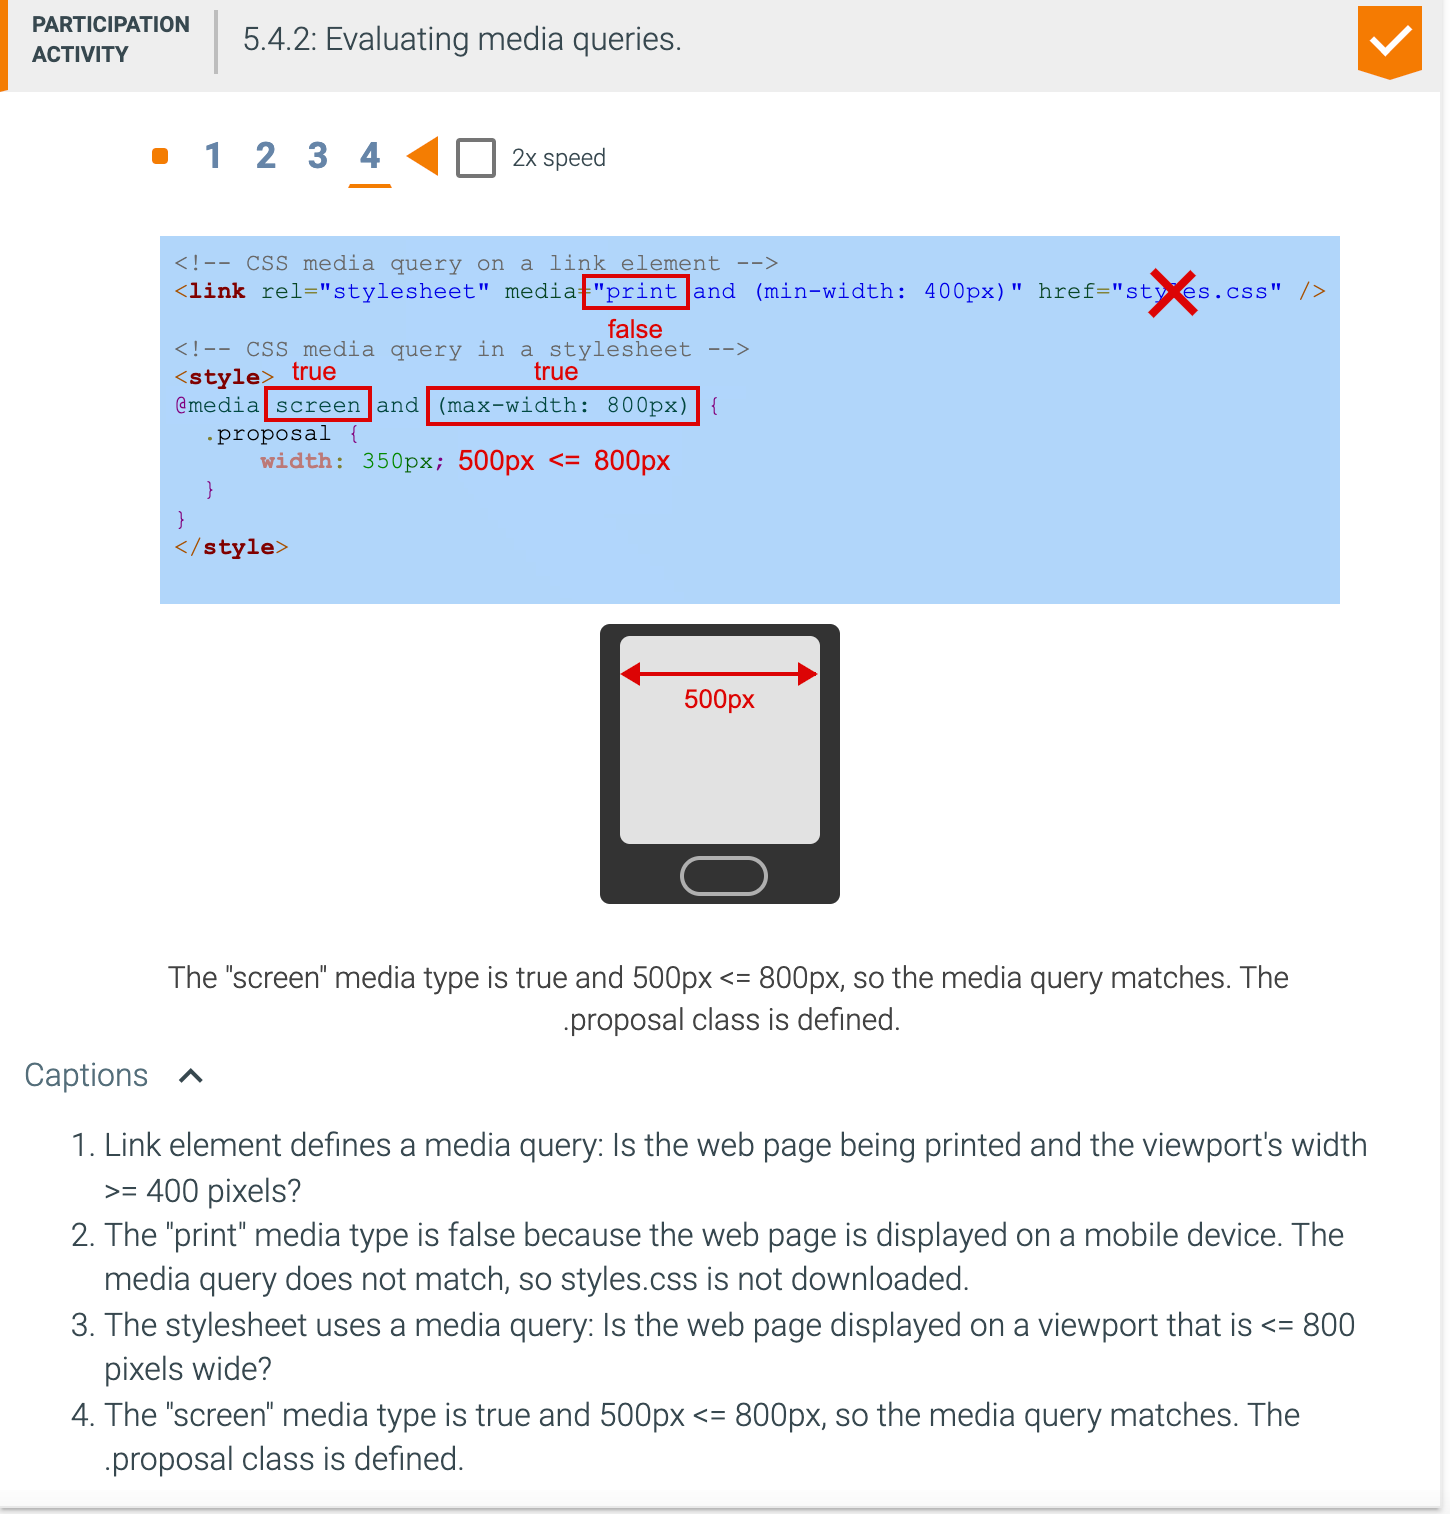 PARTICIPATION
ACTIVITY
5.4.2: Evaluating media queries.
1 2 3 4 2x speed
<!-- CSS media query on a link element -->
<link rel="stylesheet" media="print and (min-width: 400px)" href="styles.css" />
false
<!-- CSS media query in a stylesheet -->
<style> true true
@media screen and (max-width: 800px) {
.proposal {
width: 350px; 500px <= 800px
}
}
</style>
500px
The "screen" media type is true and 500px <= 800px, so the media query matches. The
.proposal class is defined.
Captions
1. Link element defines a media query: Is the web page being printed and the viewport's width
>= 400 pixels?
2. The "print" media type is false because the web page is displayed on a mobile device. The
media query does not match, so styles.css is not downloaded.
3. The stylesheet uses a media query: Is the web page displayed on a viewport that is <= 800
pixels wide?
4. The "screen" media type is true and 500px <= 800px, so the media query matches. The
.proposal class is defined.